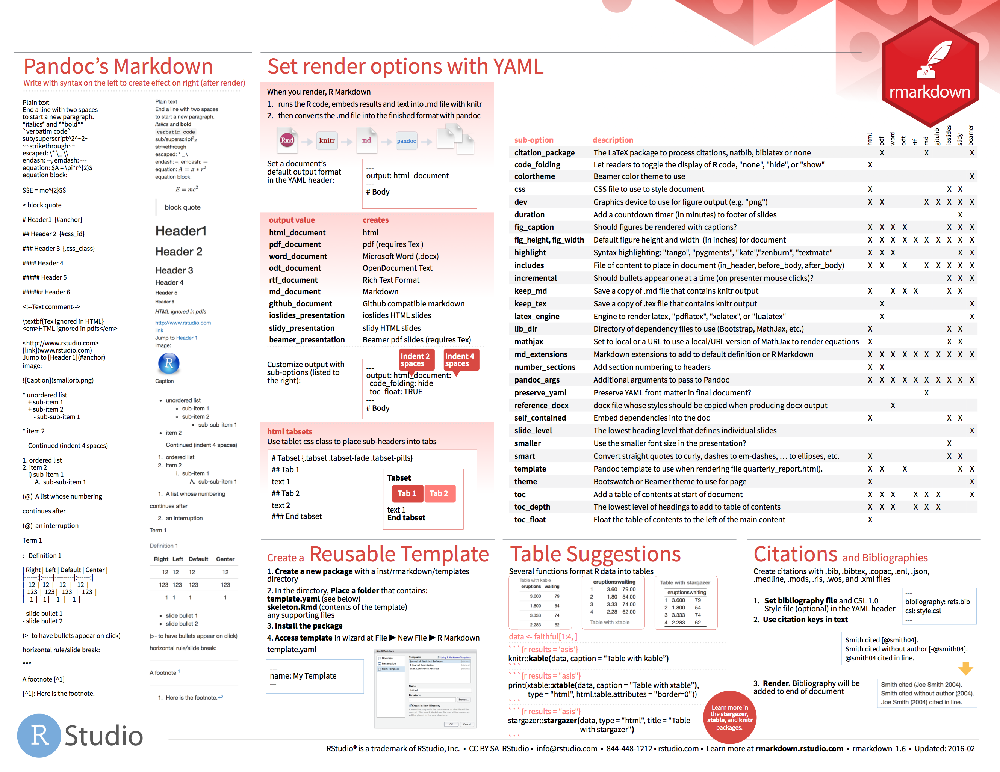 rmarkdown
Pandoc’s Markdown
Write with syntax on the left to create effect on right (after render)
Plain text
End a line with two spaces
to start a new paragraph.
*italics* and **bold**
`verbatim code`
sub/superscript^2^~2~
~~strikethrough~~
escaped: \* \_ \\
endash: --, emdash: ---
equation: $A = \pi*r^{2}$
equation block:
$$E = mc^{2}$$
> block quote
# Header1 {#anchor}
## Header 2 {#css_id}
### Header 3 {.css_class}
#### Header 4
##### Header 5
###### Header 6
<!--Text comment-->
\textbf{Tex ignored in HTML}
<em>HTML ignored in pdfs</em>
<http://www.rstudio.com>
[link](www.rstudio.com)
Jump to [Header 1](#anchor)
image:
![Caption](smallorb.png)
* unordered list
+ sub-item 1
+ sub-item 2
- sub-sub-item 1
* item 2
Continued (indent 4 spaces)
1. ordered list
2. item 2
i) sub-item 1
A. sub-sub-item 1
(@) A list whose numbering
continues after
(@) an interruption
Term 1
: Definition 1
| Right | Left | Default | Center |
|------:|:-----|---------|:------:|
| 12 | 12 | 12 | 12 |
| 123 | 123 | 123 | 123 |
| 1 | 1 | 1 | 1 |
- slide bullet 1
- slide bullet 2
(>- to have bullets appear on click)
horizontal rule/slide break:
***
A footnote [^1]
[^1]: Here is the footnote.
Plain text
End a line with two spaces
to start a new paragraph.
italics and bold
verbatim code
sub/superscript²₂
strikethrough
escaped: * _ \
endash: –, emdash: —
equation: A = π * r²
equation block:
E = mc²
block quote
Header1
Header 2
Header 3
Header 4
Header 5
Header 6
HTML ignored in pdfs
http://www.rstudio.com
link
Jump to Header 1
image:
R
Caption
• unordered list
◦ sub-item 1
◦ sub-item 2
▪ sub-sub-item 1
• item 2
Continued (indent 4 spaces)
1. ordered list
2. item 2
i. sub-item 1
A. sub-sub-item 1
1. A list whose numbering
continues after
2. an interruption
Term 1
Definition 1
Right Left Default Center
12 12 12 12
123 123 123 123
1 1 1 1
• slide bullet 1
• slide bullet 2
(>- to have bullets appear on click)
horizontal rule/slide break:
A footnote ¹
1. Here is the footnote.↩
Set render options with YAML
When you render, R Markdown
1. runs the R code, embeds results and text into .md file with knitr
2. then converts the .md file into the finished format with pandoc
Rmd knitr md pandoc
Set a document’s
default output format
in the YAML header:
---
output: html_document
---
# Body
output value creates
html_document html
pdf_document pdf (requires Tex )
word_document Microsoft Word (.docx)
odt_document OpenDocument Text
rtf_document Rich Text Format
md_document Markdown
github_document Github compatible markdown
ioslides_presentation ioslides HTML slides
slidy_presentation slidy HTML slides
beamer_presentation Beamer pdf slides (requires Tex)
Customize output with
sub-options (listed to
the right):
Indent 2
spaces
Indent 4
spaces
---
output: html_document:
code_folding: hide
toc_float: TRUE
---
# Body
html tabsets
Use tablet css class to place sub-headers into tabs
# Tabset {.tabset .tabset-fade .tabset-pills}
## Tab 1
text 1
## Tab 2
text 2
### End tabset
Tabset
Tab 1 Tab 2
text 1
End tabset
sub-option description html pdf word odt rtf md gituhb ioslides slidy beamer
citation_package The LaTeX package to process citations, natbib, biblatex or none X X X
code_folding Let readers to toggle the display of R code, "none", "hide", or "show" X
colortheme Beamer color theme to use X
css CSS file to use to style document X X X
dev Graphics device to use for figure output (e.g. "png") X X X X X X X
duration Add a countdown timer (in minutes) to footer of slides X
fig_caption Should figures be rendered with captions? X X X X X X X
fig_height, fig_width Default figure height and width (in inches) for document X X X X X X X X X X
highlight Syntax highlighting: "tango", "pygments", "kate","zenburn", "textmate" X X X X X
includes File of content to place in document (in_header, before_body, after_body) X X X X X X X X
incremental Should bullets appear one at a time (on presenter mouse clicks)? X X X
keep_md Save a copy of .md file that contains knitr output X X X X X X
keep_tex Save a copy of .tex file that contains knitr output X X
latex_engine Engine to render latex, "pdflatex", "xelatex", or "lualatex" X X
lib_dir Directory of dependency files to use (Bootstrap, MathJax, etc.) X X X
mathjax Set to local or a URL to use a local/URL version of MathJax to render equations X X X
md_extensions Markdown extensions to add to default definition or R Markdown X X X X X X X X X X
number_sections Add section numbering to headers X X
pandoc_args Additional arguments to pass to Pandoc X X X X X X X X X X
preserve_yaml Preserve YAML front matter in final document? X
reference_docx docx file whose styles should be copied when producing docx output X
self_contained Embed dependencies into the doc X X X
slide_level The lowest heading level that defines individual slides X
smaller Use the smaller font size in the presentation? X
smart Convert straight quotes to curly, dashes to em-dashes, … to ellipses, etc. X X X
template Pandoc template to use when rendering file quarterly_report.html). X X X X X
theme Bootswatch or Beamer theme to use for page X X
toc Add a table of contents at start of document X X X X X X X
toc_depth The lowest level of headings to add to table of contents X X X X X X
toc_float Float the table of contents to the left of the main content X
Create a Reusable Template
1. Create a new package with a inst/rmarkdown/templates
directory
2. In the directory, Place a folder that contains:
template.yaml (see below)
skeleton.Rmd (contents of the template)
any supporting files
3. Install the package
4. Access template in wizard at File ▶ New File ▶ R Markdown
template.yaml
---
name: My Template
—
New R Markdown
Document
Presentation
From Template
Template: Using R Markdown Templates
Journal of Statistical Software
R Journal Submission
useR Conference Abstract
Name:
Untitled
Directory:
~ Browse...
Create in New Directory
A new directory with the same name as the file will be
created. The new R Markdown file and all its resources
will be placed in the new directory.
OK Cancel
Table Suggestions
Several functions format R data into tables
Table with kable
eruptions waiting
3.600 79
1.800 54
3.333 74
2.283 62
eruptionswaiting
1 3.60 79.00
2 1.80 54.00
3 3.33 74.00
4 2.28 62.00
Table with xtable
Table with stargazer
eruptionswaiting
1 3.600 79
2 1.800 54
3 3.333 74
4 2.283 62
data <- faithful[1:4, ]
```{r results = 'asis'}
knitr::kable(data, caption = "Table with kable”)
```
```{r results = "asis"}
print(xtable::xtable(data, caption = "Table with xtable”),
type = "html", html.table.attributes = "border=0"))
```
```{r results = "asis"}
stargazer::stargazer(data, type = "html", title = "Table
with stargazer")
```
Learn more in
the stargazer,
xtable, and knitr
packages.
Citations and Bibliographies
Create citations with .bib, .bibtex, .copac, .enl, .json,
.medline, .mods, .ris, .wos, and .xml files
1. Set bibliography file and CSL 1.0
Style file (optional) in the YAML header
2. Use citation keys in text
---
bibliography: refs.bib
csl: style.csl
---
Smith cited [@smith04].
Smith cited without author [-@smith04].
@smith04 cited in line.
3. Render. Bibliography will be
added to end of document
Smith cited (Joe Smith 2004).
Smith cited without author (2004).
Joe Smith (2004) cited in line.
R Studio
RStudio® is a trademark of RStudio, Inc. • CC BY SA RStudio • info@rstudio.com • 844-448-1212 • rstudio.com • Learn more at rmarkdown.rstudio.com • rmarkdown 1.6 • Updated: 2016-02